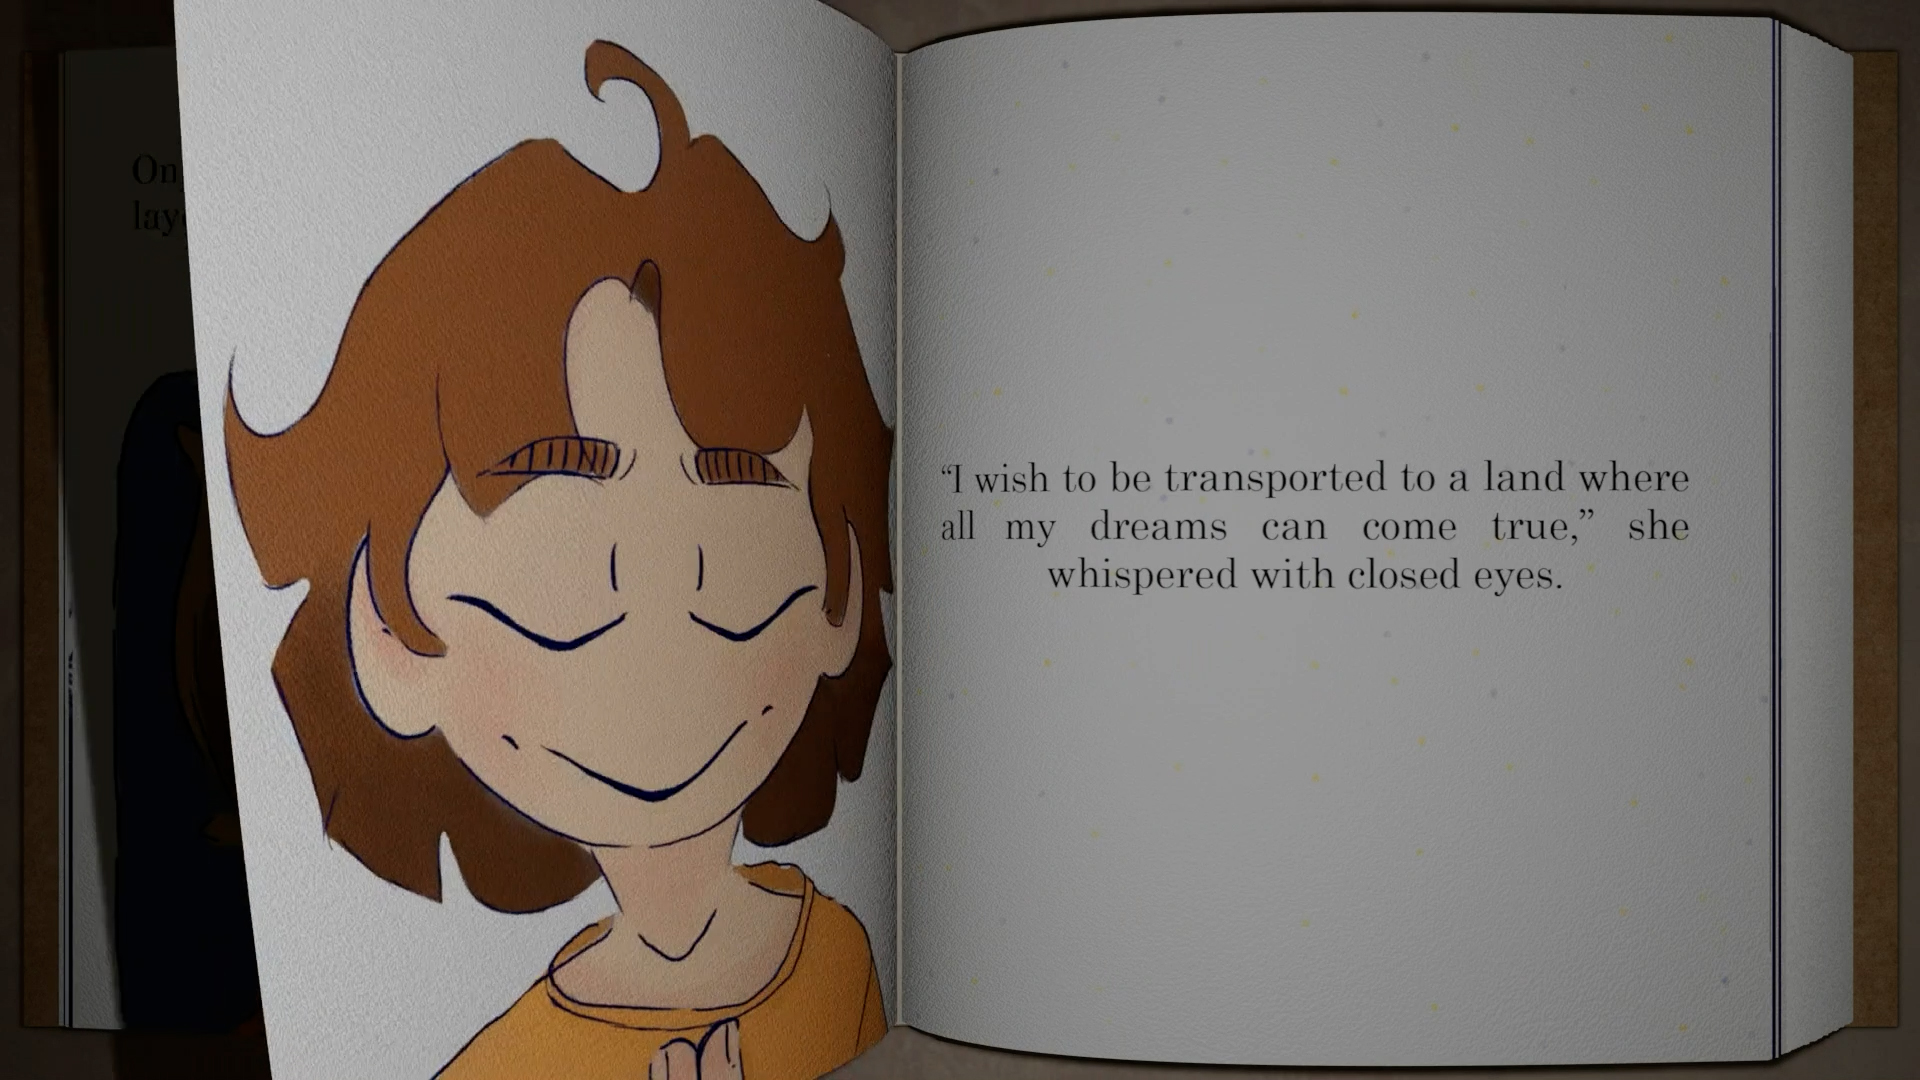 “I wish to be transported to a land where
all my dreams can come true,” she
whispered with closed eyes.